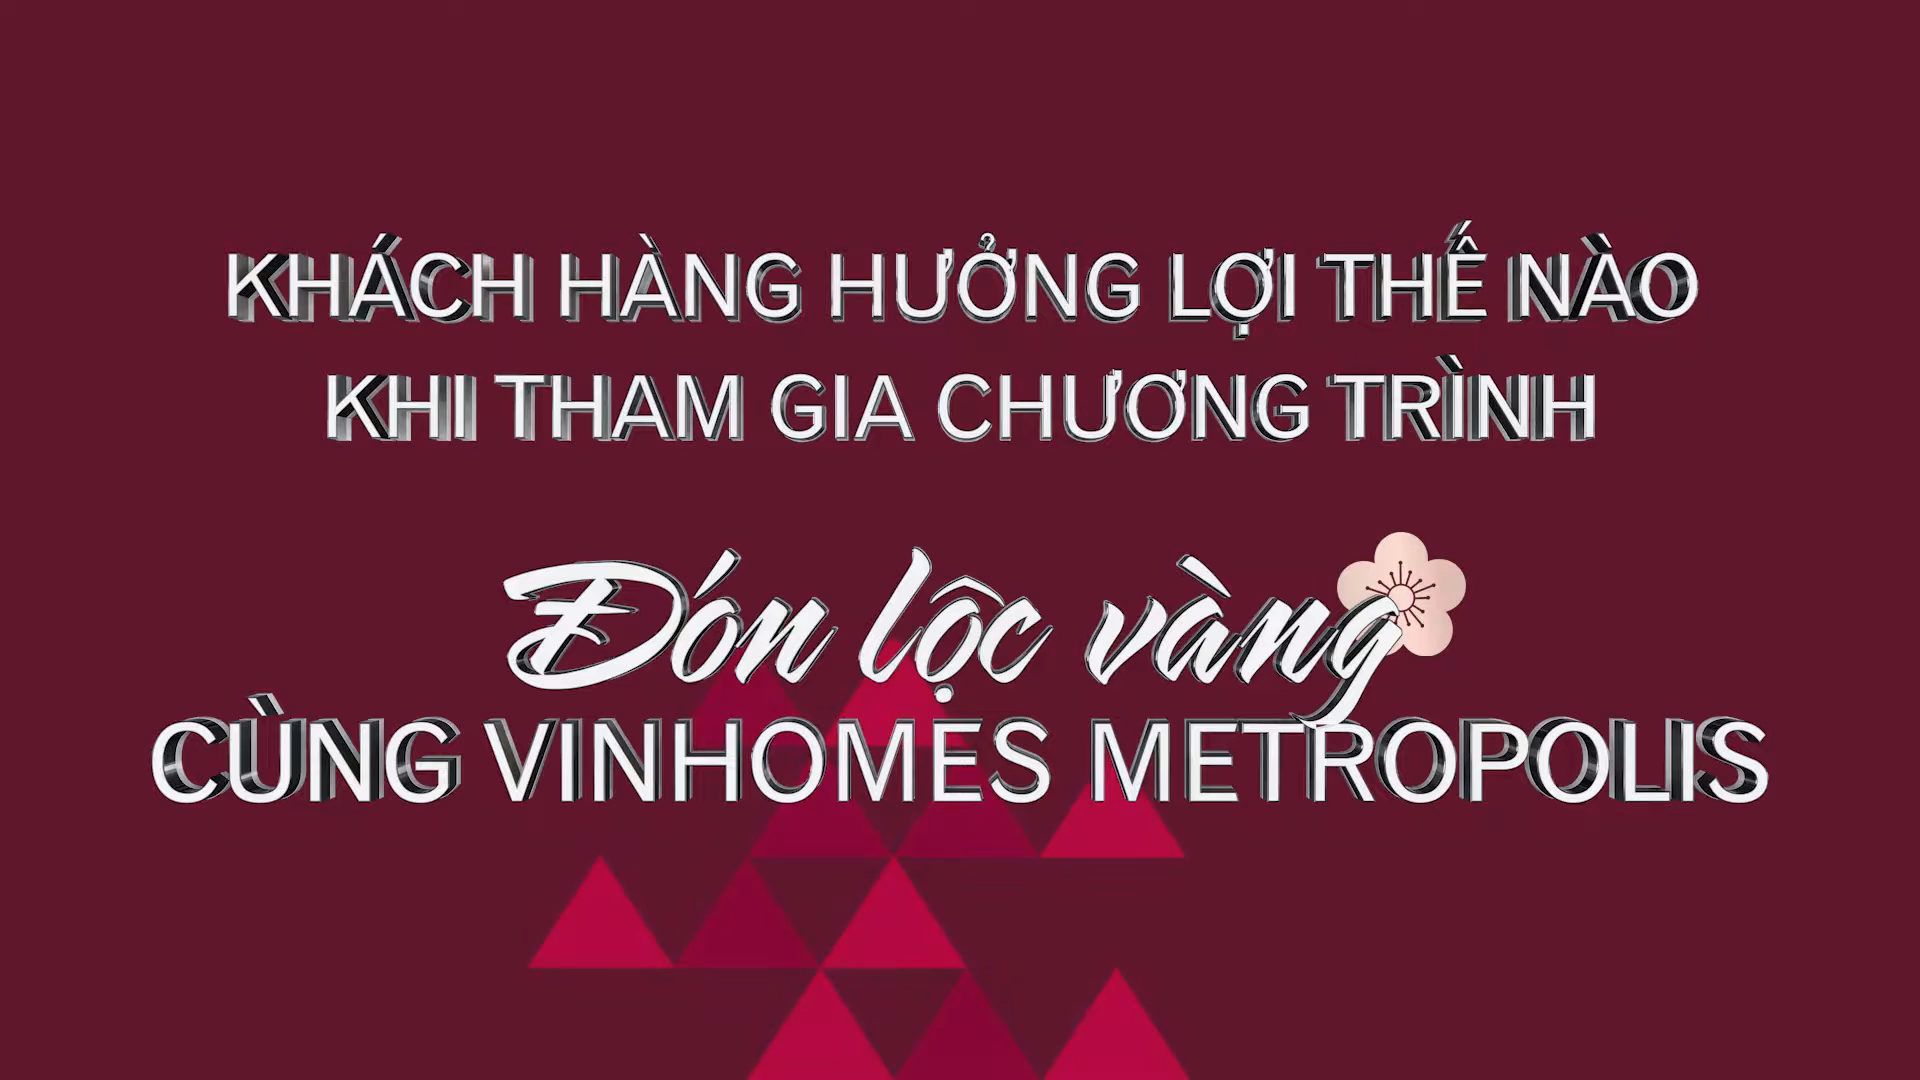 KHÁCH HÀNG HƯỞNG LỢI THẾ NÀO
KHI THAM GIA CHƯƠNG TRÌNH
Đón lộc vàng
CÙNG VINHOMES METROPOLIS